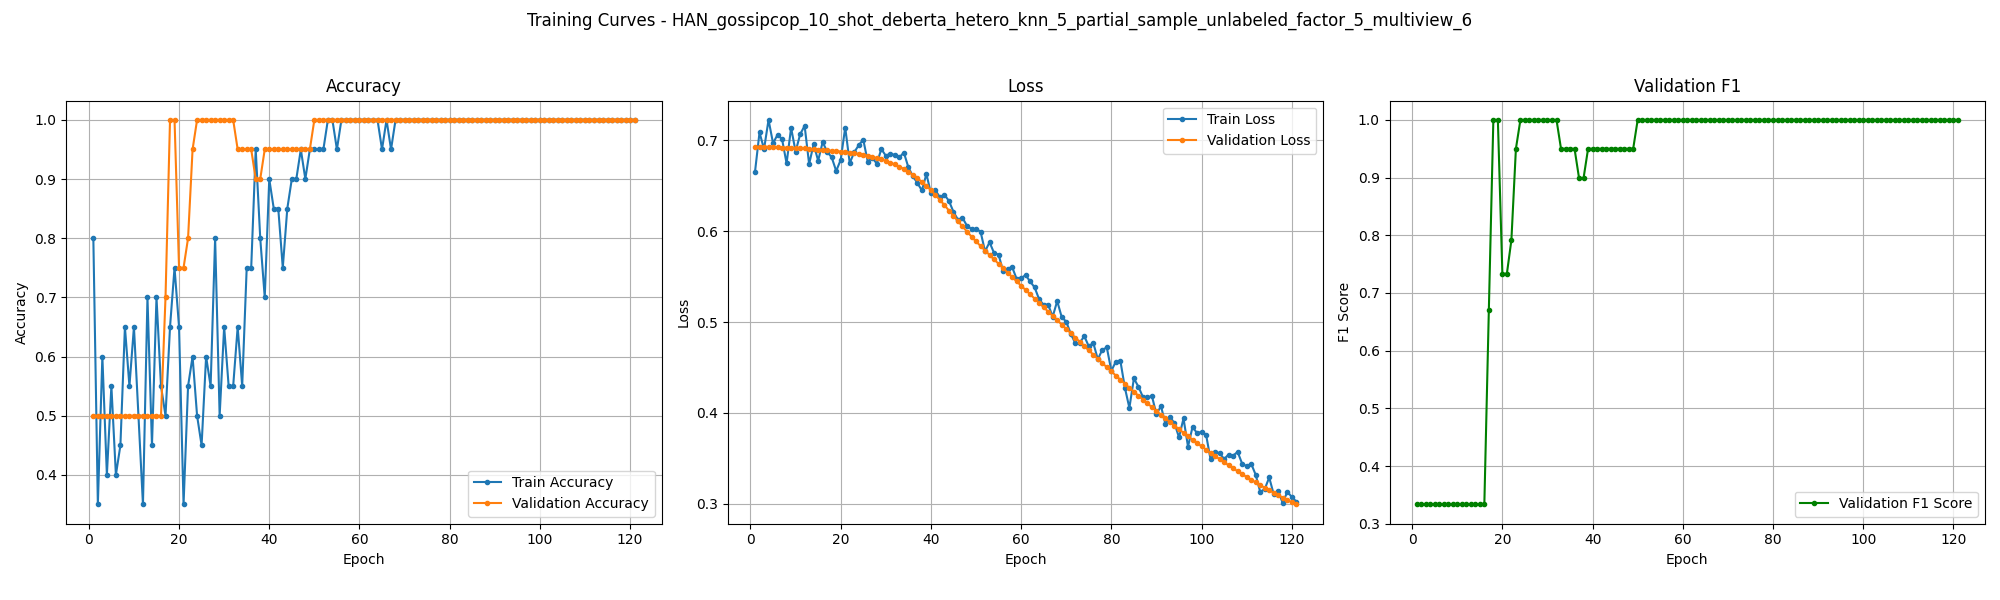 Training Curves - HAN_gossipcop_10_shot_deberta_hetero_knn_5_partial_sample_unlabeled_factor_5_multiview_6
Accuracy
1.0
0.9
0.8
0.7
0.6
0.5
0.4
Accuracy
Train Accuracy
Validation Accuracy
0 20 40 60 80 100 120
Epoch
Loss
0.7
0.6
0.5
0.4
0.3
Loss
Train Loss
Validation Loss
0 20 40 60 80 100 120
Epoch
Validation F1
1.0
0.9
0.8
0.7
0.6
0.5
0.4
0.3
F1 Score
Validation F1 Score
0 20 40 60 80 100 120
Epoch